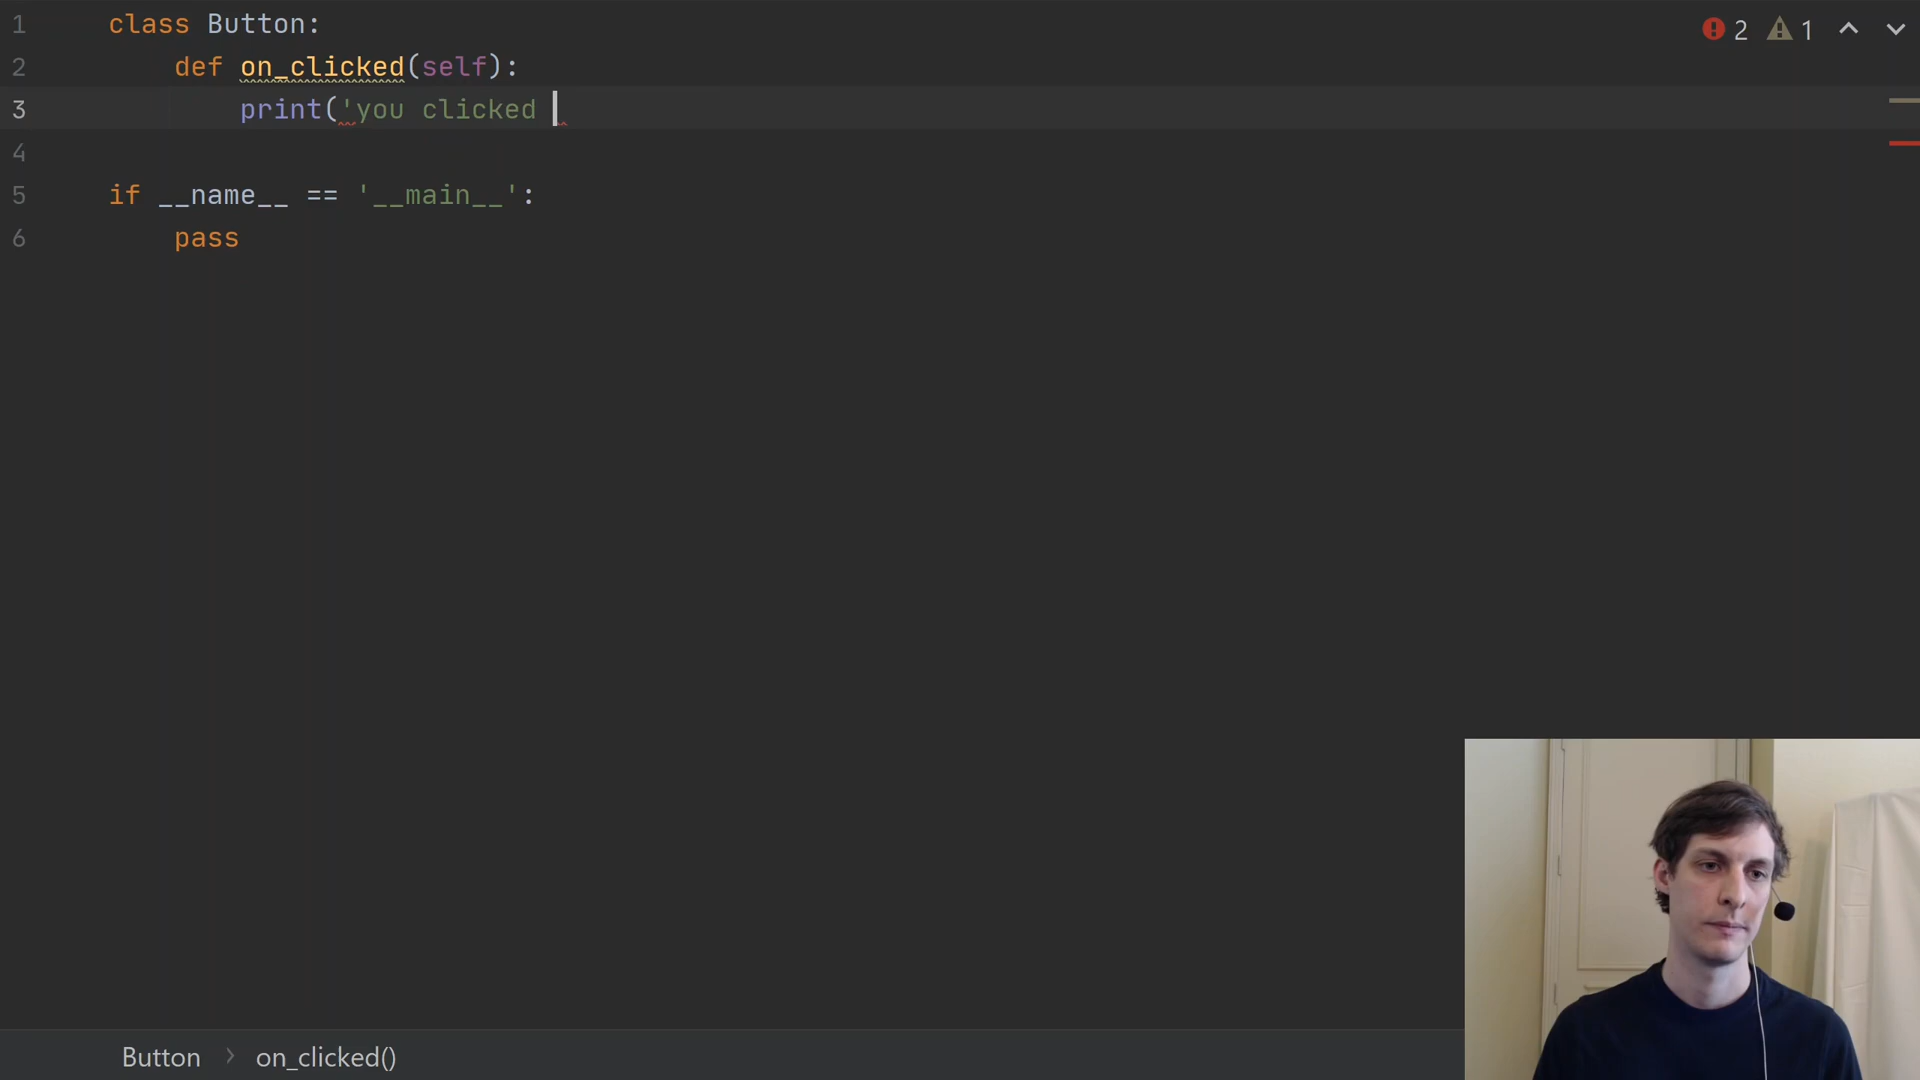 1 class Button:
2     def on_clicked(self):
3         print('you clicked 
4
5 if __name__ == '__main__':
6     pass
2 1
Button > on_clicked()